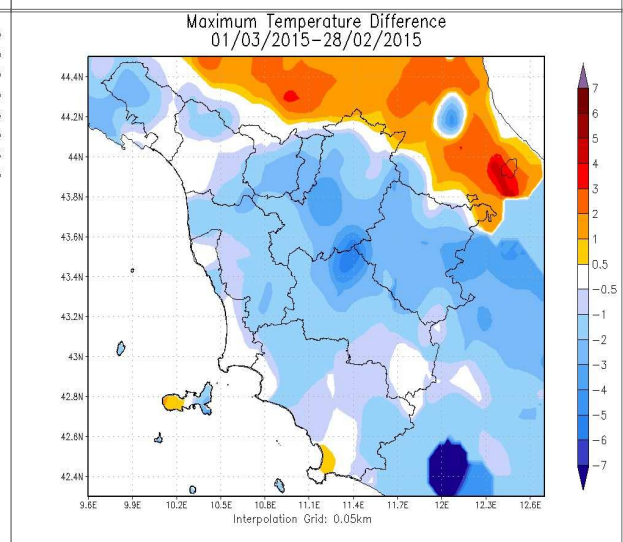 Maximum Temperature Difference
01/03/2015-28/02/2015
44.4N
44.2N
44N
43.8N
43.6N
43.4N
43.2N
43N
42.8N
42.6N
42.4N
9.6E
9.9E
10.2E
10.5E
10.8E
11.1E
11.4E
11.7E
12E
12.3E
12.6E
7
6
5
4
3
2
1
0.5
-0.5
-1
-2
-3
-4
-5
-6
-7
Interpolation Grid: 0.05km